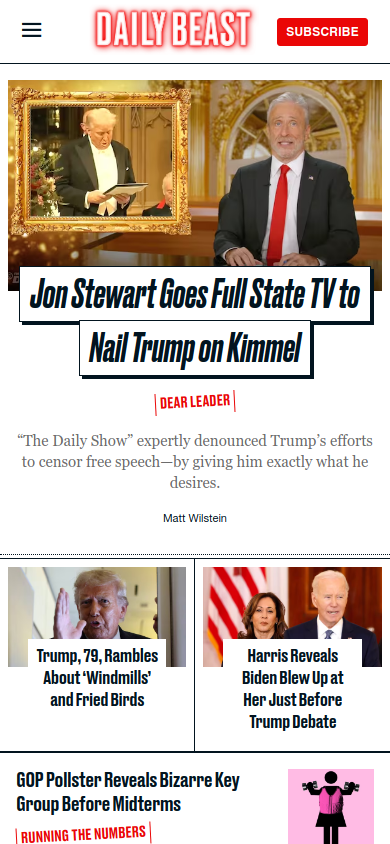 DAILY BEAST
SUBSCRIBE
Jon Stewart Goes Full State TV to
Nail Trump on Kimmel
DEAR LEADER
“The Daily Show” expertly denounced Trump’s efforts
to censor free speech—by giving him exactly what he
desires.
Matt Wilstein
Trump, 79, Rambles
About ‘Windmills’
and Fried Birds
Harris Reveals
Biden Blew Up at
Her Just Before
Trump Debate
GOP Pollster Reveals Bizarre Key
Group Before Midterms
RUNNING THE NUMBERS